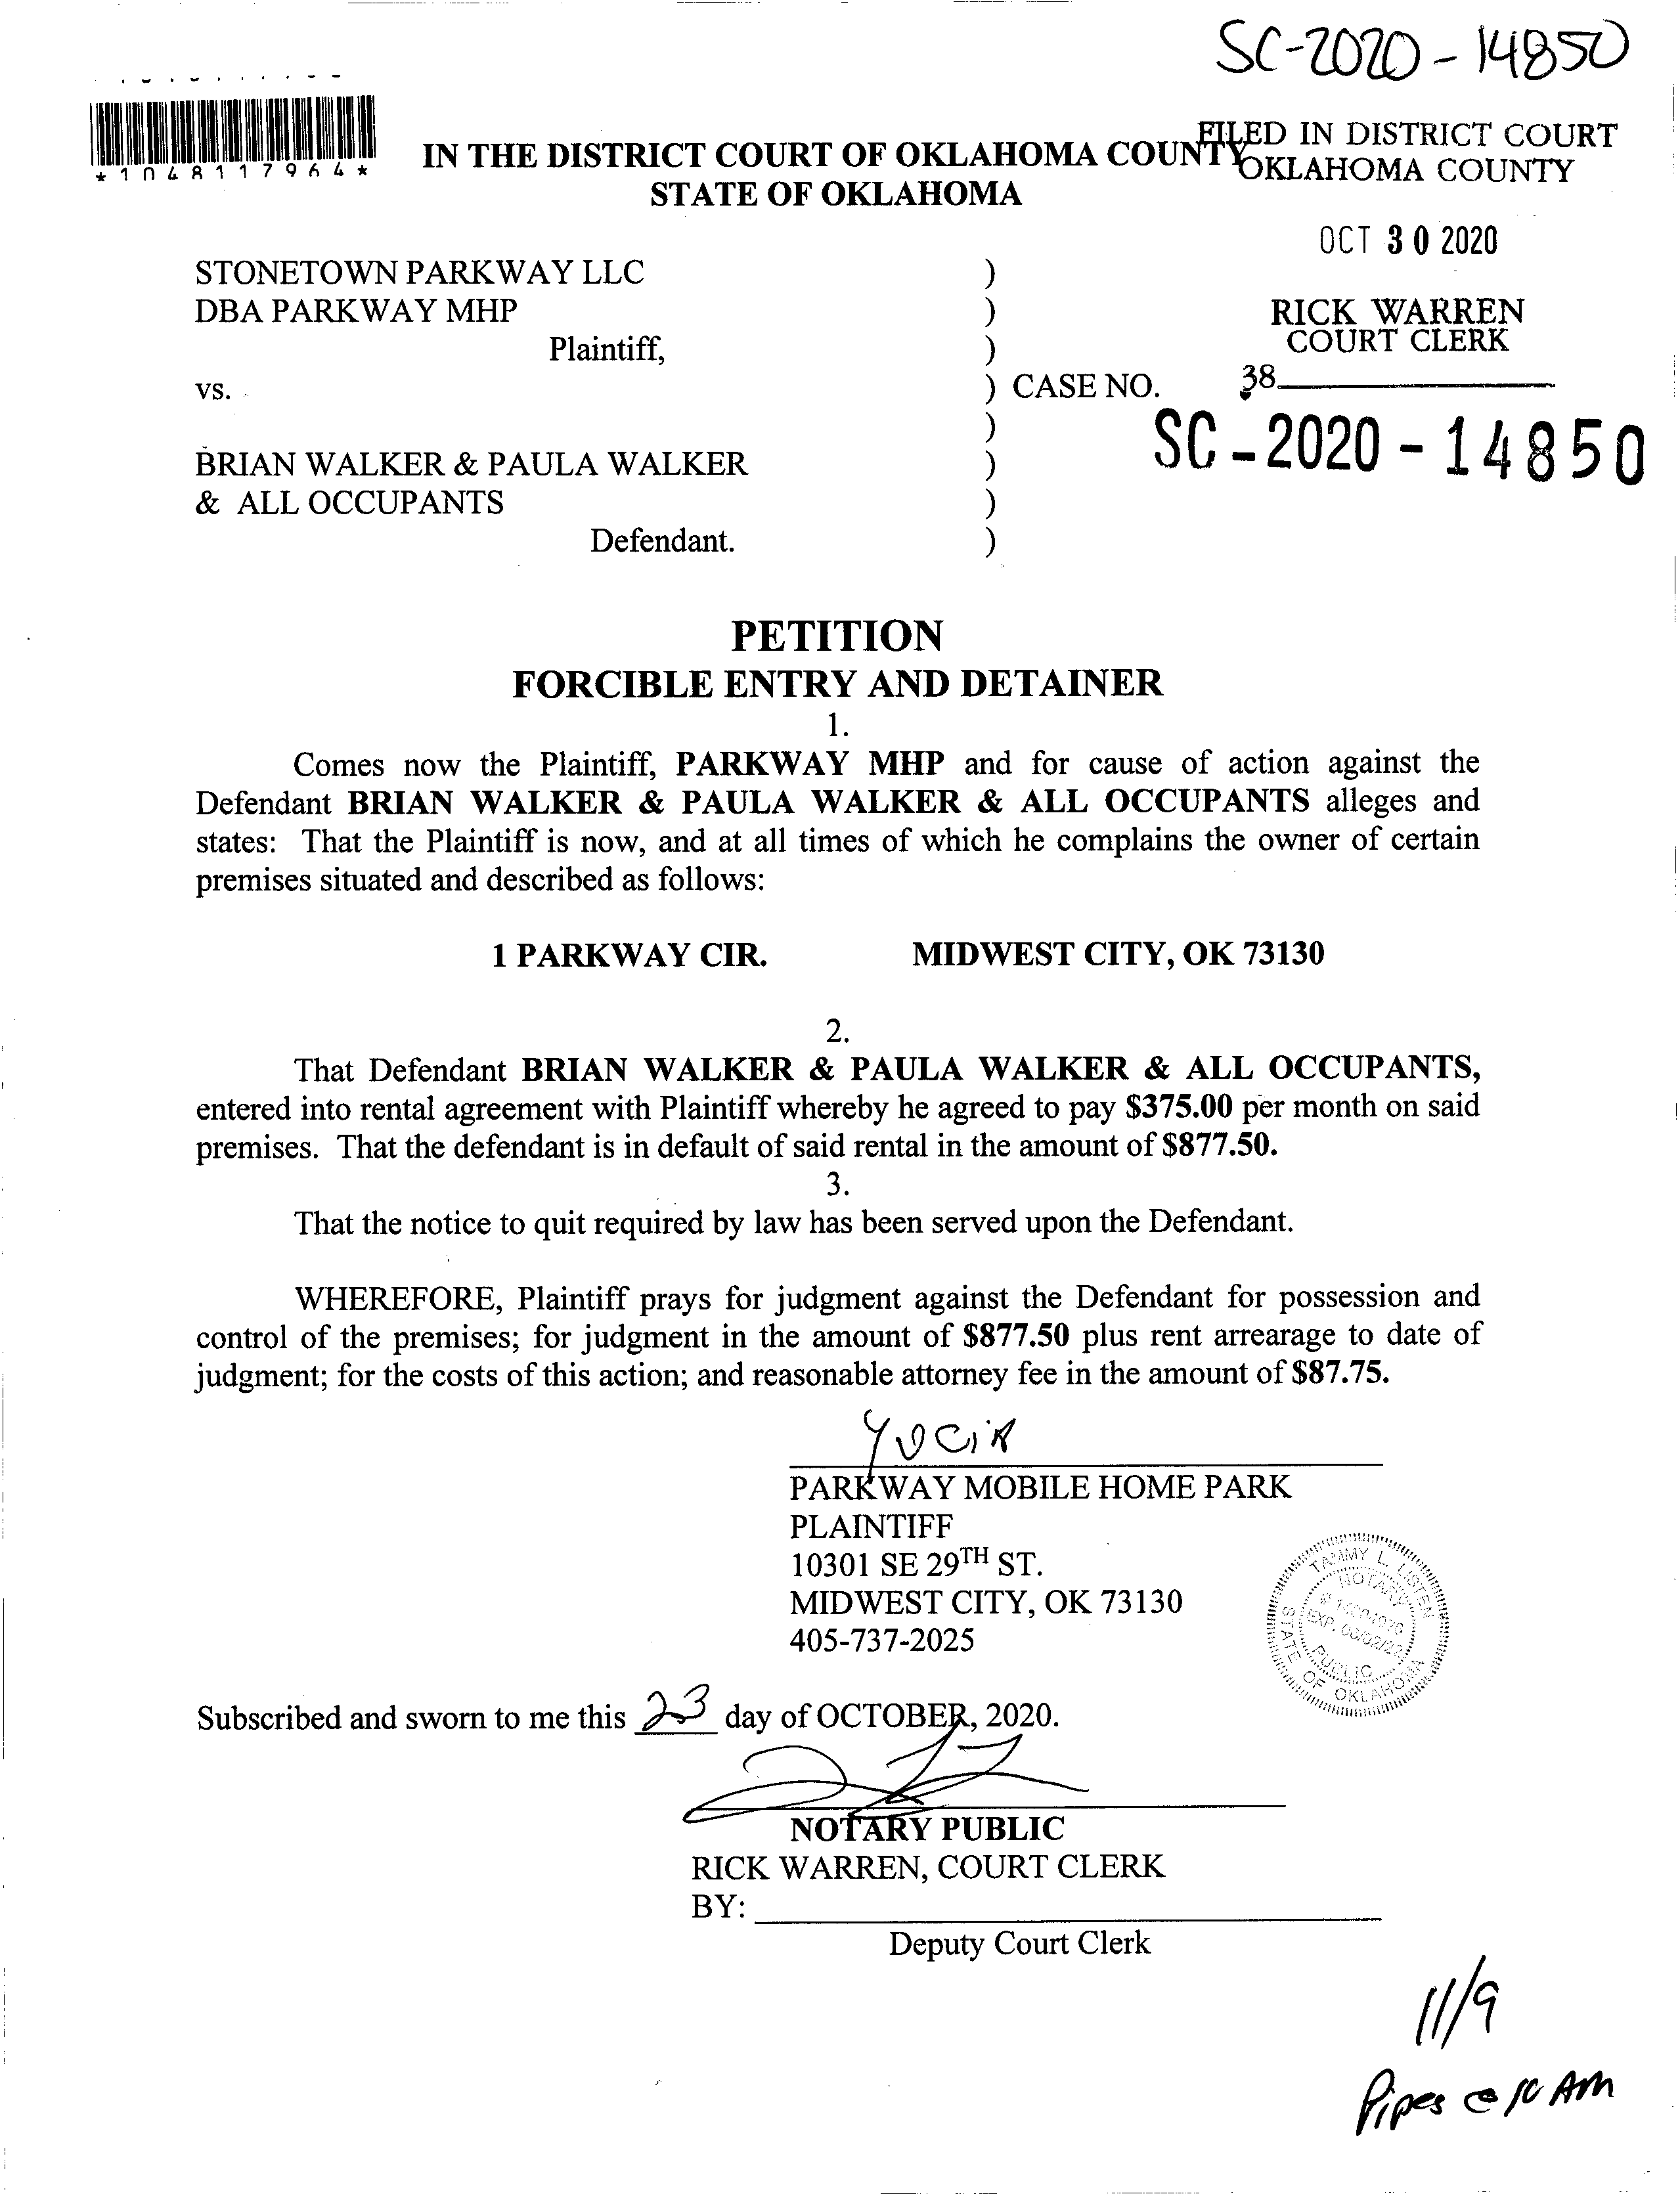 SC-2020-14850
*1048117964*
IN THE DISTRICT COURT OF OKLAHOMA COUNTY
STATE OF OKLAHOMA
FILED IN DISTRICT COURT
OKLAHOMA COUNTY
OCT 30 2020
RICK WARREN
COURT CLERK
38
STONETOWN PARKWAY LLC )
DBA PARKWAY MHP )
Plaintiff, )
vs. ) CASE NO.
)
SC-2020-14850
BRIAN WALKER & PAULA WALKER )
& ALL OCCUPANTS )
Defendant. )
PETITION
FORCIBLE ENTRY AND DETAINER
1.
Comes now the Plaintiff, PARKWAY MHP and for cause of action against the
Defendant BRIAN WALKER & PAULA WALKER & ALL OCCUPANTS alleges and
states: That the Plaintiff is now, and at all times of which he complains the owner of certain
premises situated and described as follows:
1 PARKWAY CIR. MIDWEST CITY, OK 73130
2.
That Defendant BRIAN WALKER & PAULA WALKER & ALL OCCUPANTS,
entered into rental agreement with Plaintiff whereby he agreed to pay $375.00 per month on said
premises. That the defendant is in default of said rental in the amount of $877.50.
3.
That the notice to quit required by law has been served upon the Defendant.
WHEREFORE, Plaintiff prays for judgment against the Defendant for possession and
control of the premises; for judgment in the amount of $877.50 plus rent arrearage to date of
judgment; for the costs of this action; and reasonable attorney fee in the amount of $87.75.
PARKWAY MOBILE HOME PARK
PLAINTIFF
10301 SE 29TH ST.
MIDWEST CITY, OK 73130
405-737-2025
TAMMY L. LISTEN
NOTARY
PUBLIC
STATE OF OKLAHOMA
Subscribed and sworn to me this 23 day of OCTOBER, 2020.
NOTARY PUBLIC
RICK WARREN, COURT CLERK
BY:
Deputy Court Clerk
11/9
Pipes @ 10 AM